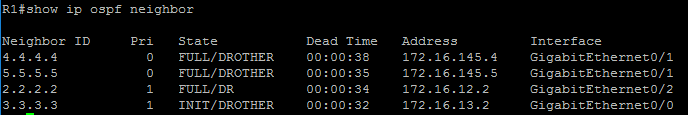 R1#show ip ospf neighbor
Neighbor ID Pri State Dead Time Address Interface
4.4.4.4 0 FULL/DROTHER 00:00:38 172.16.145.4 GigabitEthernet0/1
5.5.5.5 0 FULL/DROTHER 00:00:35 172.16.145.5 GigabitEthernet0/1
2.2.2.2 1 FULL/DR 00:00:34 172.16.12.2 GigabitEthernet0/2
3.3.3.3 1 INIT/DROTHER 00:00:32 172.16.13.2 GigabitEthernet0/0